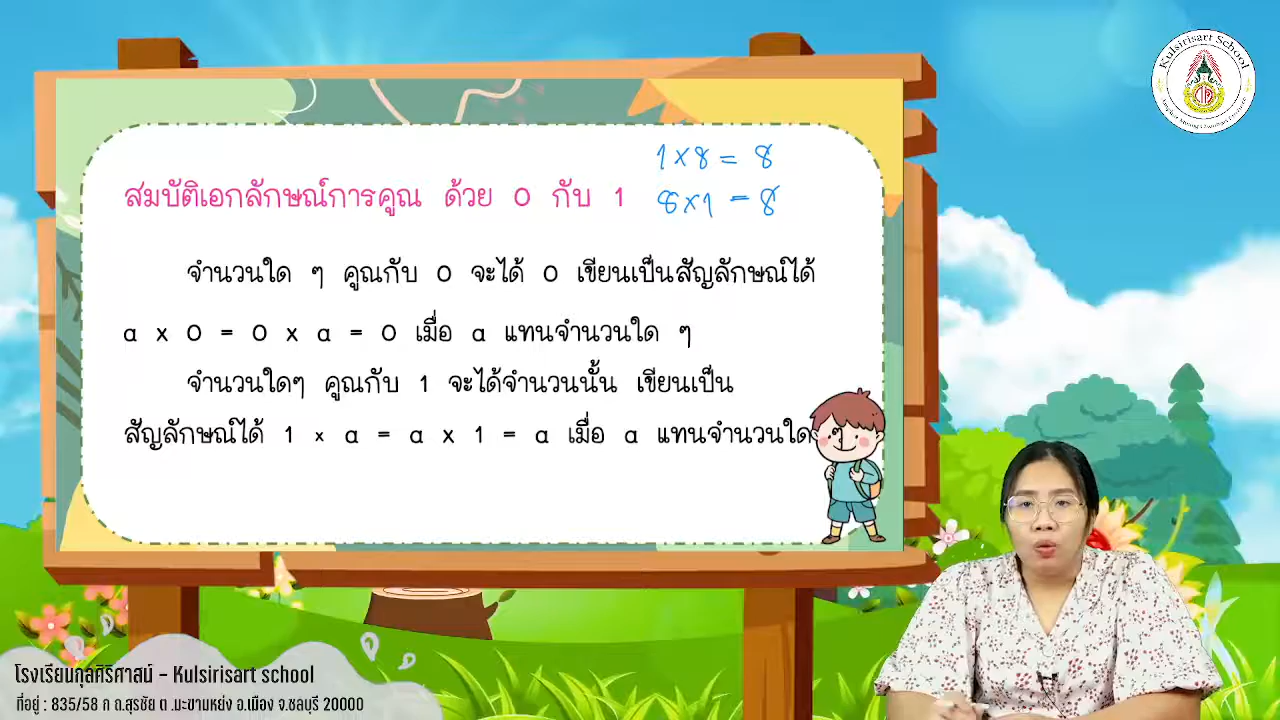 Kulsirisart School
1×8 = 8
สมบัติเอกลักษณ์การคูณ ด้วย 0 กับ 1
8×1 = 8
จำนวนใด ๆ คูณกับ 0 จะได้ 0 เขียนเป็นสัญลักษณ์ได้
a x 0 = 0 x a = 0 เมื่อ a แทนจำนวนใด ๆ
จำนวนใดๆ คูณกับ 1 จะได้จำนวนนั้น เขียนเป็น
สัญลักษณ์ได้ 1 × a = a x 1 = a เมื่อ a แทนจำนวนใด
โรงเรียนกุลศิริศาสน์ - Kulsirisart school
ที่อยู่ : 835/58 ก ถ.สุรชัย ต.มะขามหย่ง อ.เมือง จ.ชลบุรี 20000